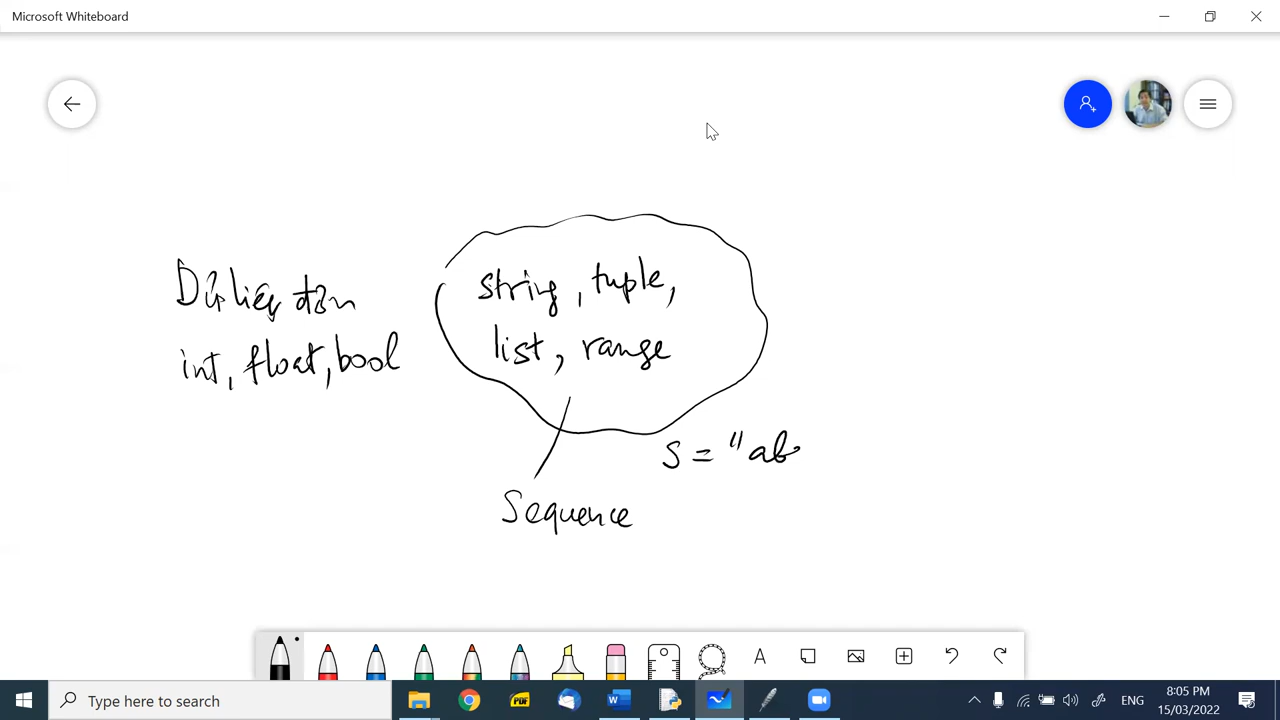 Microsoft Whiteboard
Dữ liệu đơn
int, float, bool
string, tuple,
list, range
S = "ab
Sequence
A
PDF
Type here to search
ENG
8:05 PM
15/03/2022